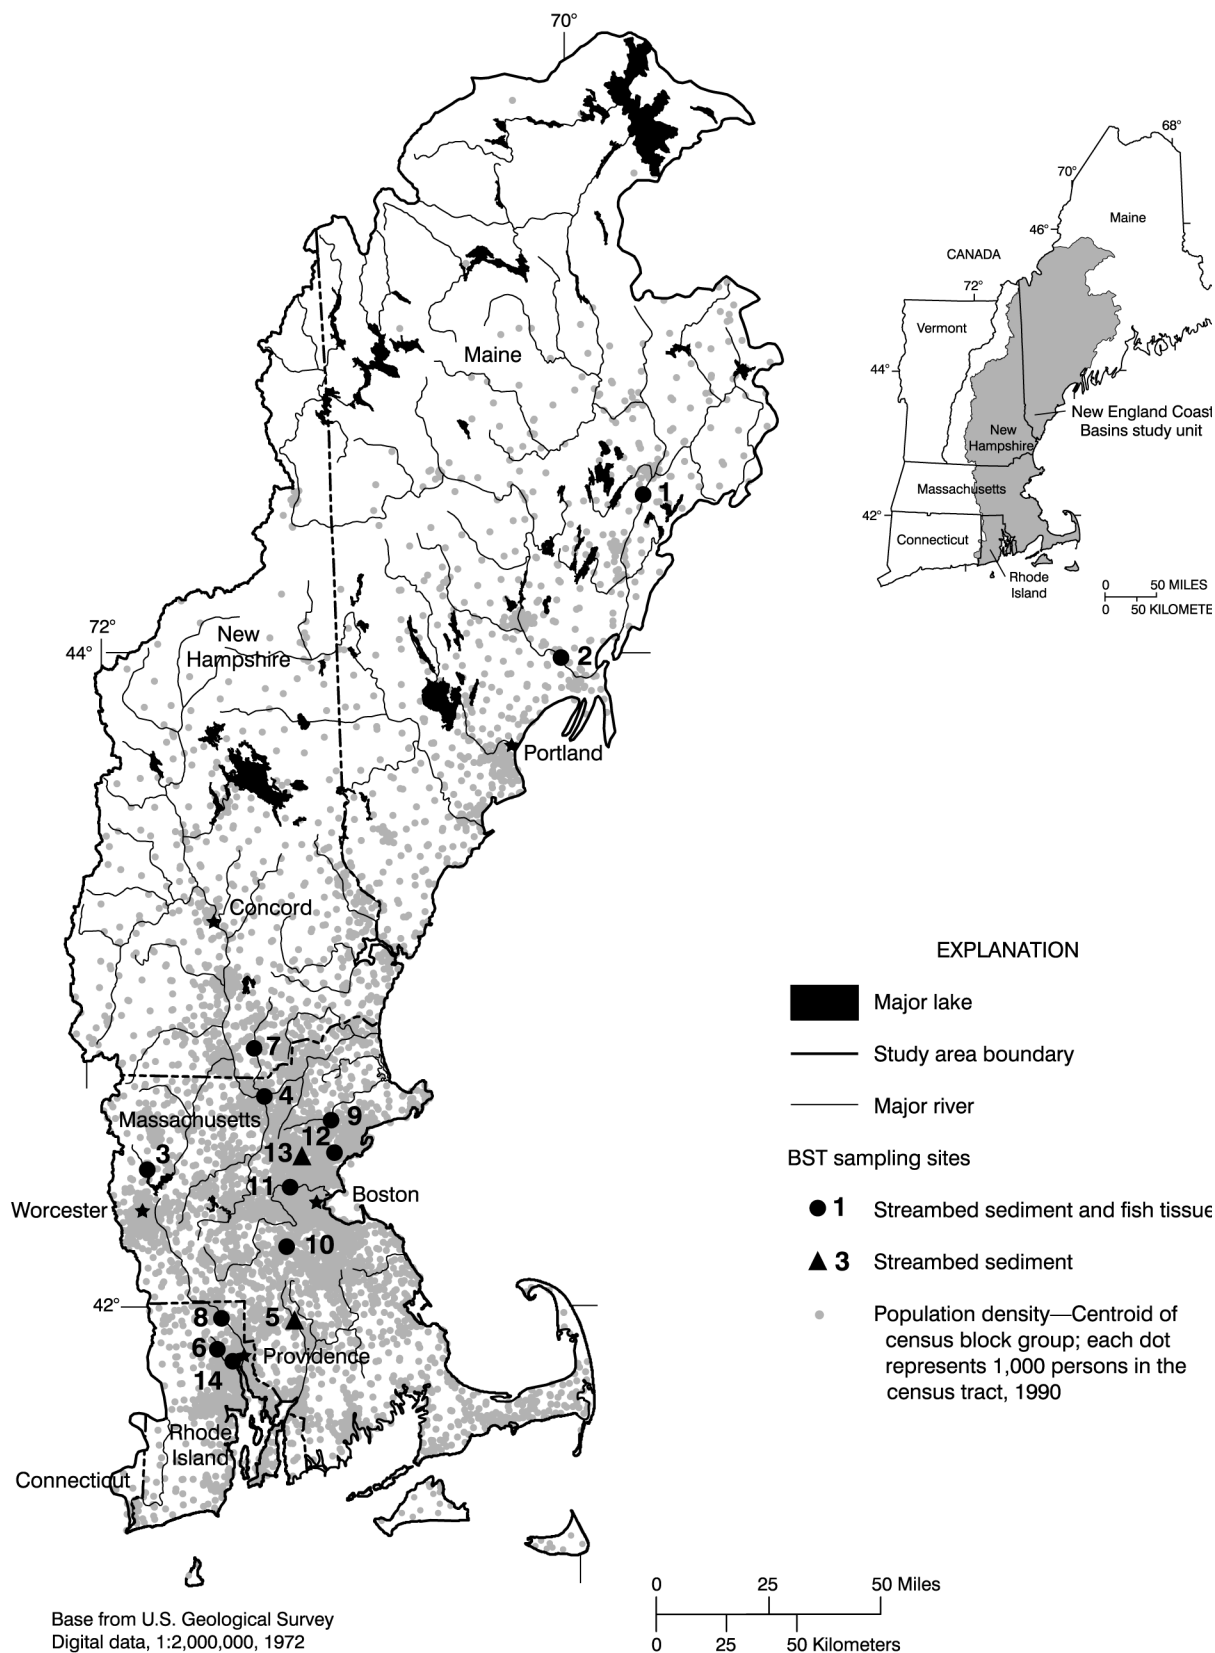 70°
68°
70°
Maine
46°
CANADA
72°
Vermont
44°
New England Coast
Basins study unit
New
Hampshire
Massachusetts
42°
Connecticut
Rhode
Island
0 50 MILES
0 50 KILOMETE
Maine
1
72°
44°
New
Hampshire
2
Portland
Concord
7
4
Massachusetts
9
12
13
3
11
Boston
Worcester
10
42°
8
5
6
Providence
14
Rhode
Island
Connecticut
EXPLANATION
Major lake
Study area boundary
Major river
BST sampling sites
1 Streambed sediment and fish tissue
3 Streambed sediment
Population density—Centroid of
census block group; each dot
represents 1,000 persons in the
census tract, 1990
0 25 50 Miles
0 25 50 Kilometers
Base from U.S. Geological Survey
Digital data, 1:2,000,000, 1972